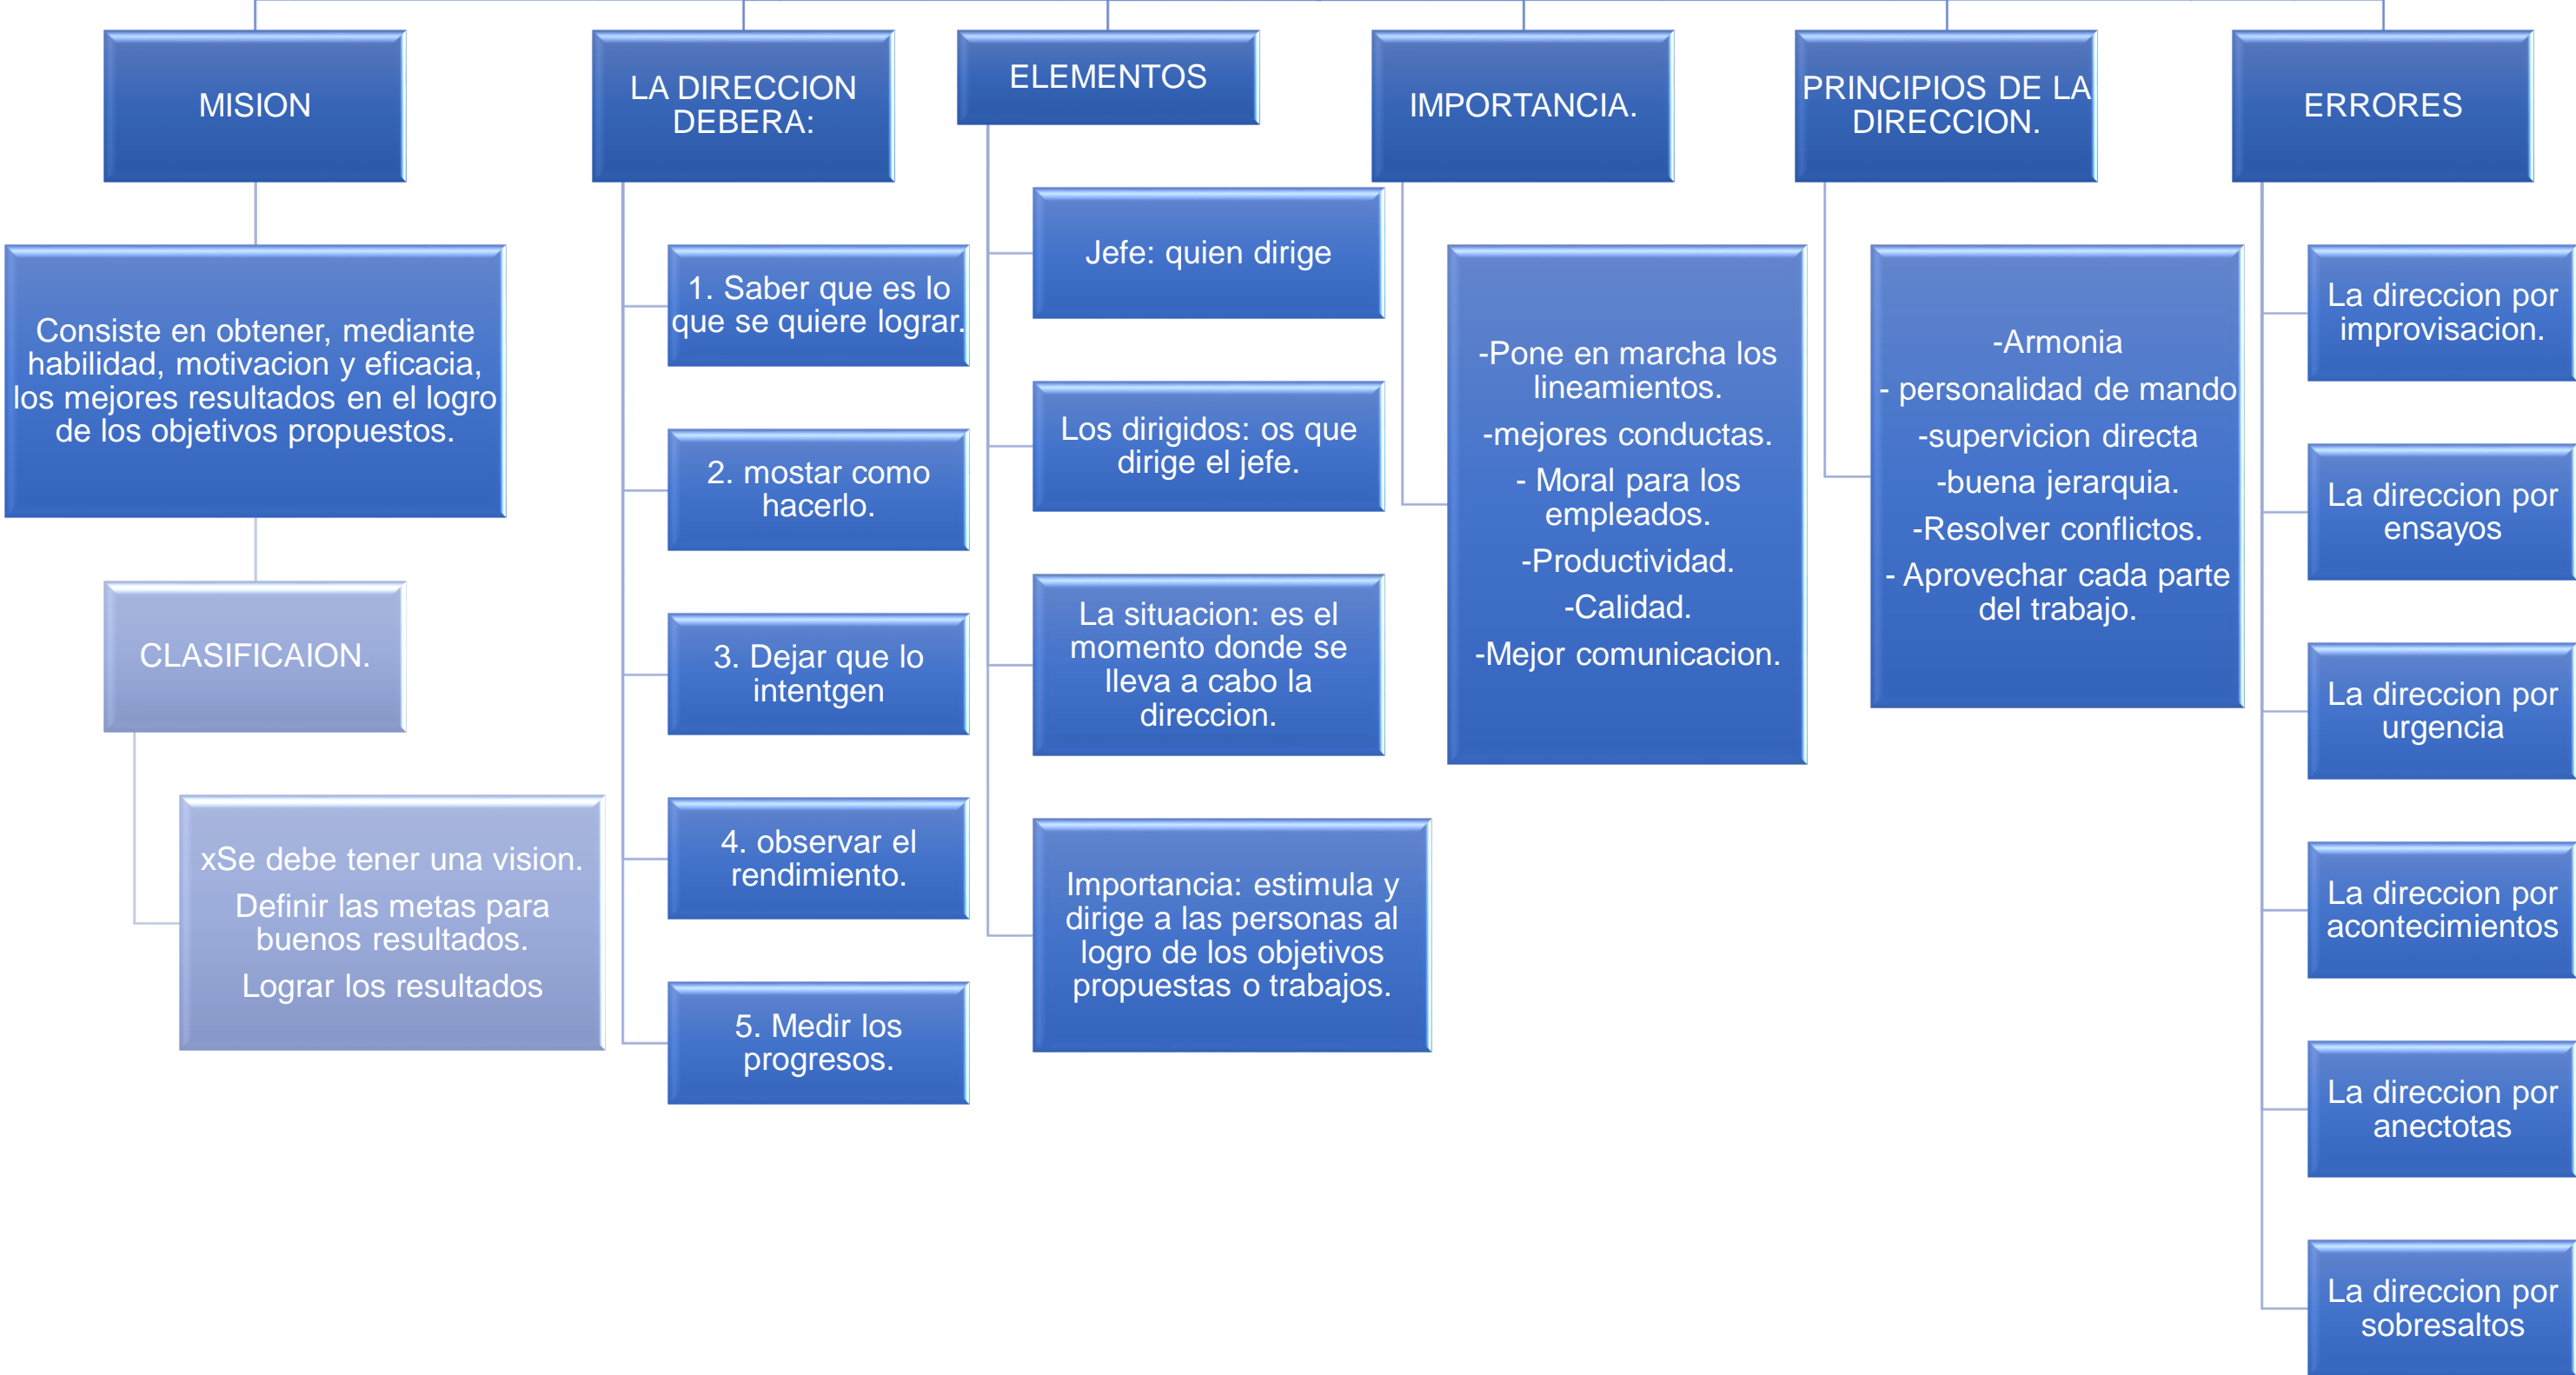 MISION
Consiste en obtener, mediante
habilidad, motivacion y eficacia,
los mejores resultados en el logro
de los objetivos propuestos.
CLASIFICAION.
xSe debe tener una vision.
Definir las metas para
buenos resultados.
Lograr los resultados
LA DIRECCION
DEBERA:
1. Saber que es lo
que se quiere lograr.
2. mostar como
hacerlo.
3. Dejar que lo
intentgen
4. observar el
rendimiento.
5. Medir los
progresos.
ELEMENTOS
Jefe: quien dirige
Los dirigidos: os que
dirige el jefe.
La situacion: es el
momento donde se
lleva a cabo la
direccion.
Importancia: estimula y
dirige a las personas al
logro de los objetivos
propuestas o trabajos.
IMPORTANCIA.
-Pone en marcha los
lineamientos.
-mejores conductas.
- Moral para los
empleados.
-Productividad.
-Calidad.
-Mejor comunicacion.
PRINCIPIOS DE LA
DIRECCION.
-Armonia
- personalidad de mando
-supervicion directa
-buena jerarquia.
-Resolver conflictos.
- Aprovechar cada parte
del trabajo.
ERRORES
La direccion por
improvisacion.
La direccion por
ensayos
La direccion por
urgencia
La direccion por
acontecimientos
La direccion por
anectotas
La direccion por
sobresaltos